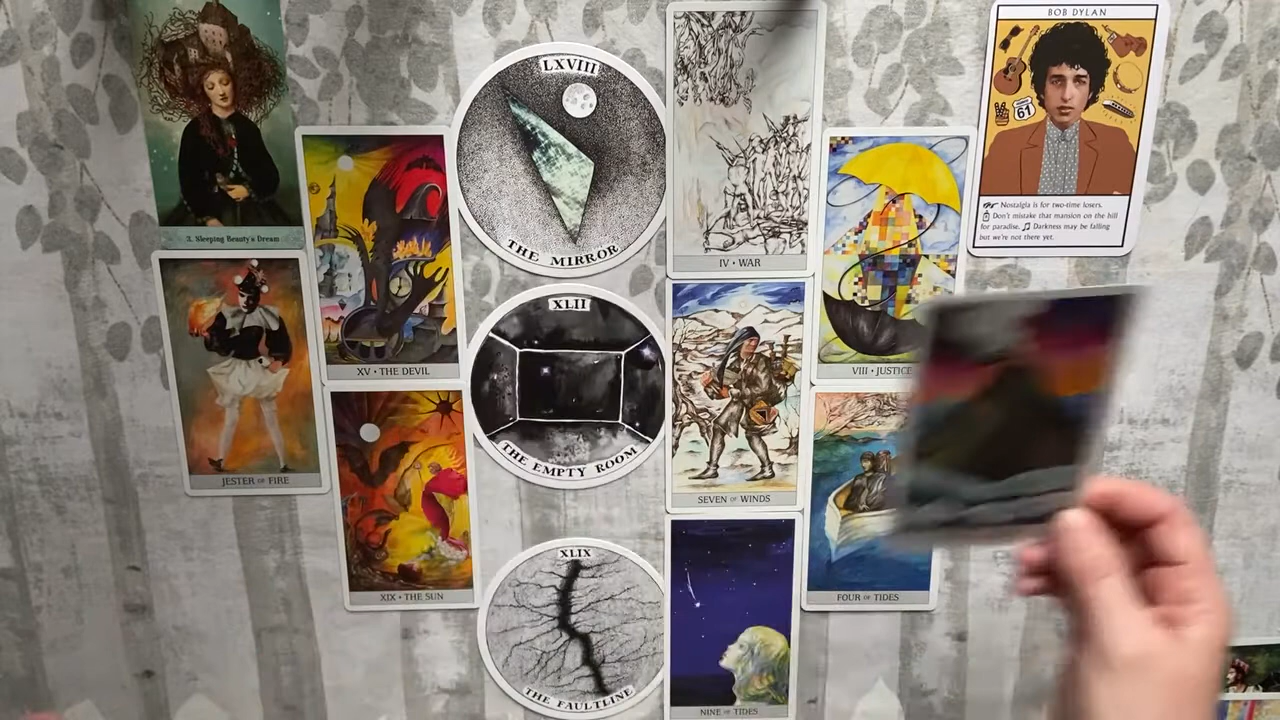 3. Sleeping Beauty's Dream
JESTER OF FIRE
XV • THE DEVIL
XIX • THE SUN
LXVIII
THE MIRROR
XLII
THE EMPTY ROOM
XLIX
THE FAULTLINE
IV • WAR
SEVEN OF WINDS
NINE OF TIDES
VIII • JUSTICE
FOUR OF TIDES
BOB DYLAN
61
Nostalgia is for two-time losers.
Don't mistake that mansion on the hill
for paradise. Darkness may be falling
but we're not there yet.